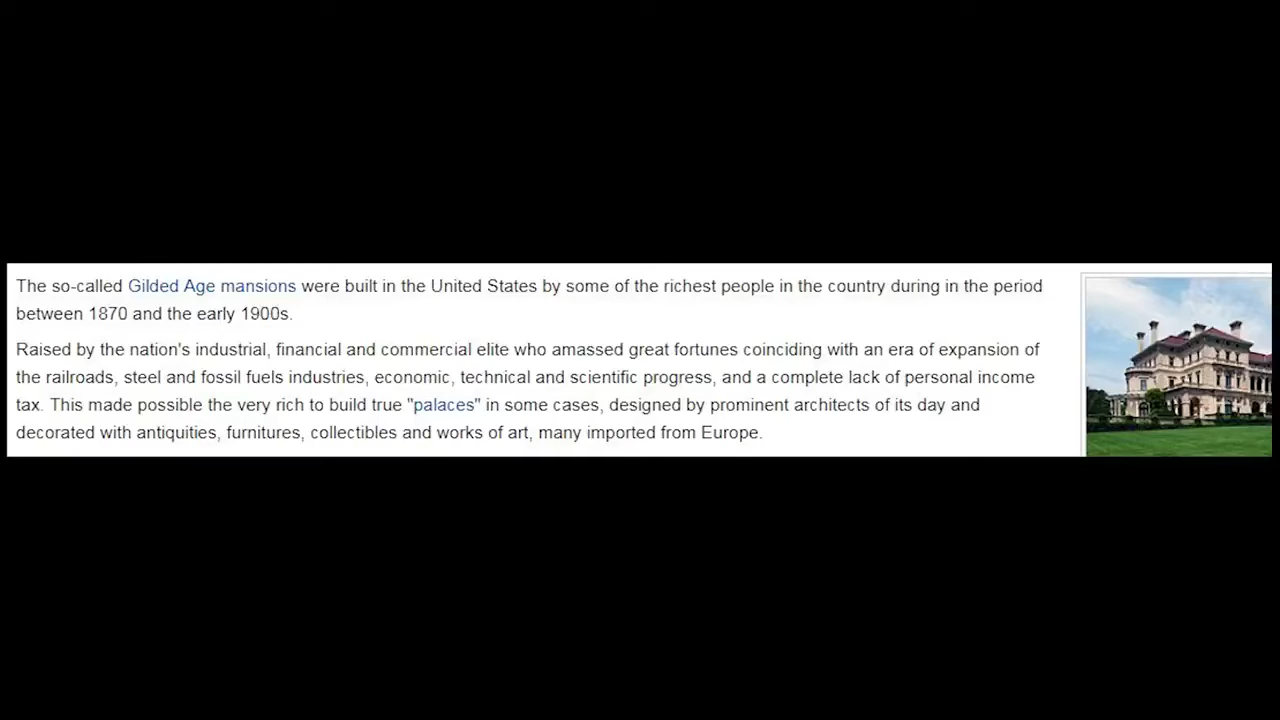 The so-called Gilded Age mansions were built in the United States by some of the richest people in the country during in the period
between 1870 and the early 1900s.
Raised by the nation's industrial, financial and commercial elite who amassed great fortunes coinciding with an era of expansion of
the railroads, steel and fossil fuels industries, economic, technical and scientific progress, and a complete lack of personal income
tax. This made possible the very rich to build true "palaces" in some cases, designed by prominent architects of its day and
decorated with antiquities, furnitures, collectibles and works of art, many imported from Europe.